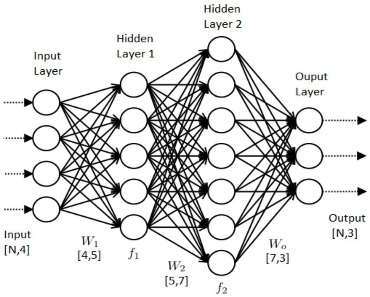 Hidden
Layer 2
Hidden
Layer 1
Input
Layer
Ouput
Layer
Input
[N,4]
W₁
[4,5]
f₁
W₂
[5,7]
f₂
Wₒ
[7,3]
Output
[N,3]